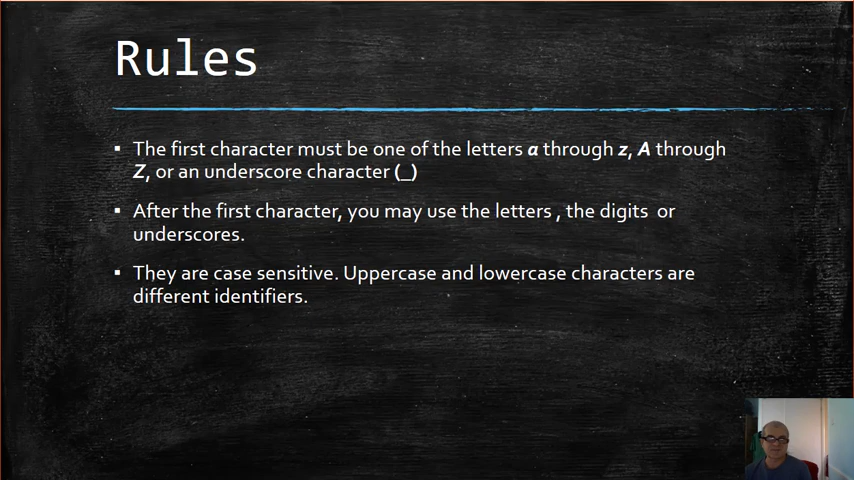 Rules
▪ The first character must be one of the letters a through z, A through
Z, or an underscore character (_)
▪ After the first character, you may use the letters , the digits  or
underscores.
▪ They are case sensitive. Uppercase and lowercase characters are
different identifiers.